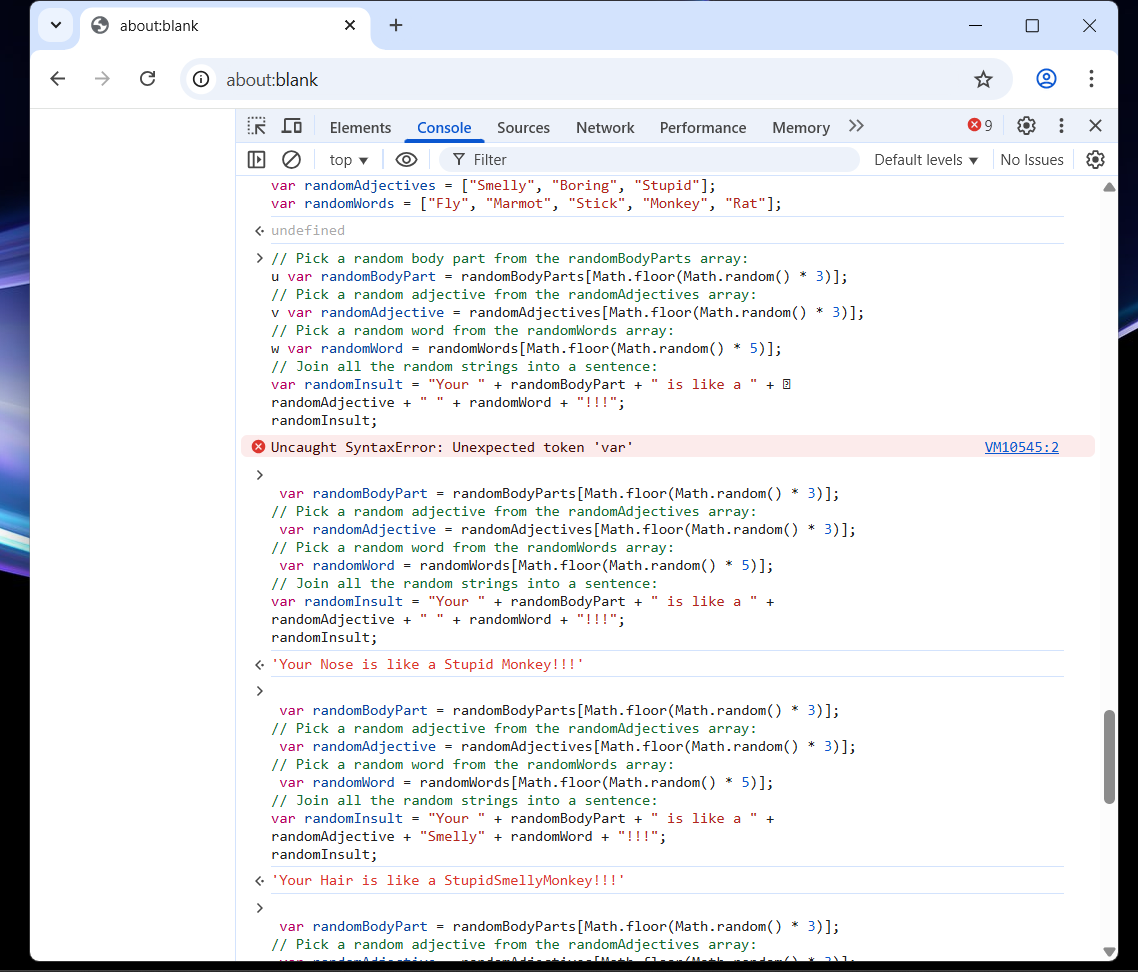 about:blank
about:blank
Elements Console Sources Network Performance Memory 9
top Filter Default levels No Issues
var randomAdjectives = ["Smelly", "Boring", "Stupid"];
var randomWords = ["Fly", "Marmot", "Stick", "Monkey", "Rat"];
undefined
// Pick a random body part from the randomBodyParts array:
u var randomBodyPart = randomBodyParts[Math.floor(Math.random() * 3)];
// Pick a random adjective from the randomAdjectives array:
v var randomAdjective = randomAdjectives[Math.floor(Math.random() * 3)];
// Pick a random word from the randomWords array:
w var randomWord = randomWords[Math.floor(Math.random() * 5)];
// Join all the random strings into a sentence:
var randomInsult = "Your " + randomBodyPart + " is like a " +
randomAdjective + " " + randomWord + "!!!";
randomInsult;
Uncaught SyntaxError: Unexpected token 'var' VM10545:2
var randomBodyPart = randomBodyParts[Math.floor(Math.random() * 3)];
// Pick a random adjective from the randomAdjectives array:
var randomAdjective = randomAdjectives[Math.floor(Math.random() * 3)];
// Pick a random word from the randomWords array:
var randomWord = randomWords[Math.floor(Math.random() * 5)];
// Join all the random strings into a sentence:
var randomInsult = "Your " + randomBodyPart + " is like a " +
randomAdjective + " " + randomWord + "!!!";
randomInsult;
'Your Nose is like a Stupid Monkey!!!'
var randomBodyPart = randomBodyParts[Math.floor(Math.random() * 3)];
// Pick a random adjective from the randomAdjectives array:
var randomAdjective = randomAdjectives[Math.floor(Math.random() * 3)];
// Pick a random word from the randomWords array:
var randomWord = randomWords[Math.floor(Math.random() * 5)];
// Join all the random strings into a sentence:
var randomInsult = "Your " + randomBodyPart + " is like a " +
randomAdjective + "Smelly" + randomWord + "!!!";
randomInsult;
'Your Hair is like a StupidSmellyMonkey!!!'
var randomBodyPart = randomBodyParts[Math.floor(Math.random() * 3)];
// Pick a random adjective from the randomAdjectives array: